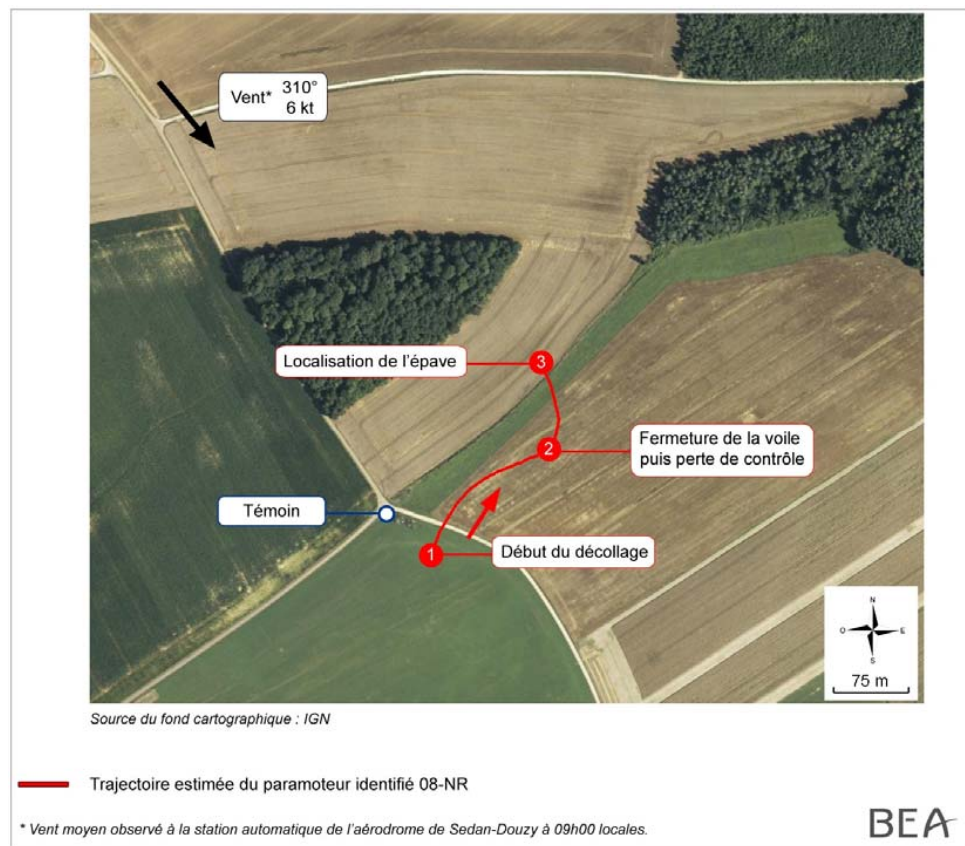 Vent* 310°
6 kt
Localisation de l'épave
3
2
Fermeture de la voile
puis perte de contrôle
Témoin
1
Début du décollage
N
O
E
S
75 m
Source du fond cartographique : IGN
Trajectoire estimée du paramoteur identifié 08-NR
* Vent moyen observé à la station automatique de l'aérodrome de Sedan-Douzy à 09h00 locales.
BEA